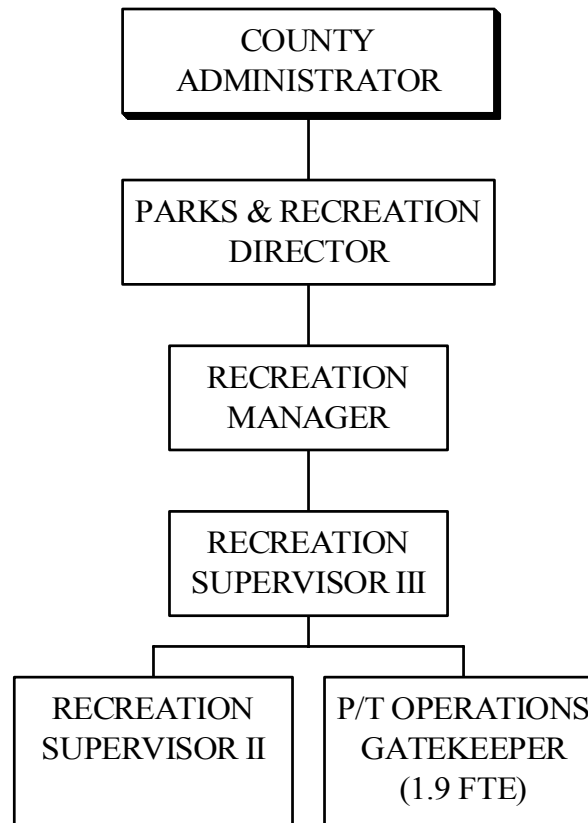 COUNTY
ADMINISTRATOR
PARKS & RECREATION
DIRECTOR
RECREATION
MANAGER
RECREATION
SUPERVISOR III
RECREATION
SUPERVISOR II
P/T OPERATIONS
GATEKEEPER
(1.9 FTE)